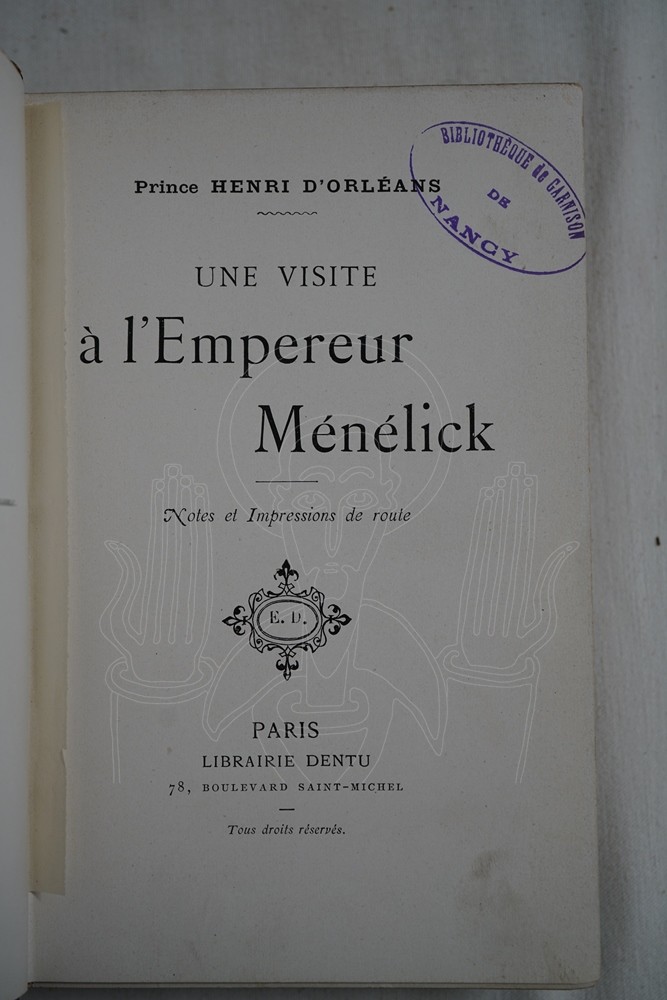 Prince HENRI D'ORLÉANS
BIBLIOTHÈQUE de GARNISON
DE
NANCY
UNE VISITE
à l'Empereur
Ménélick
Notes et Impressions de route
E. D.
PARIS
LIBRAIRIE DENTU
78, BOULEVARD SAINT-MICHEL
Tous droits réservés.